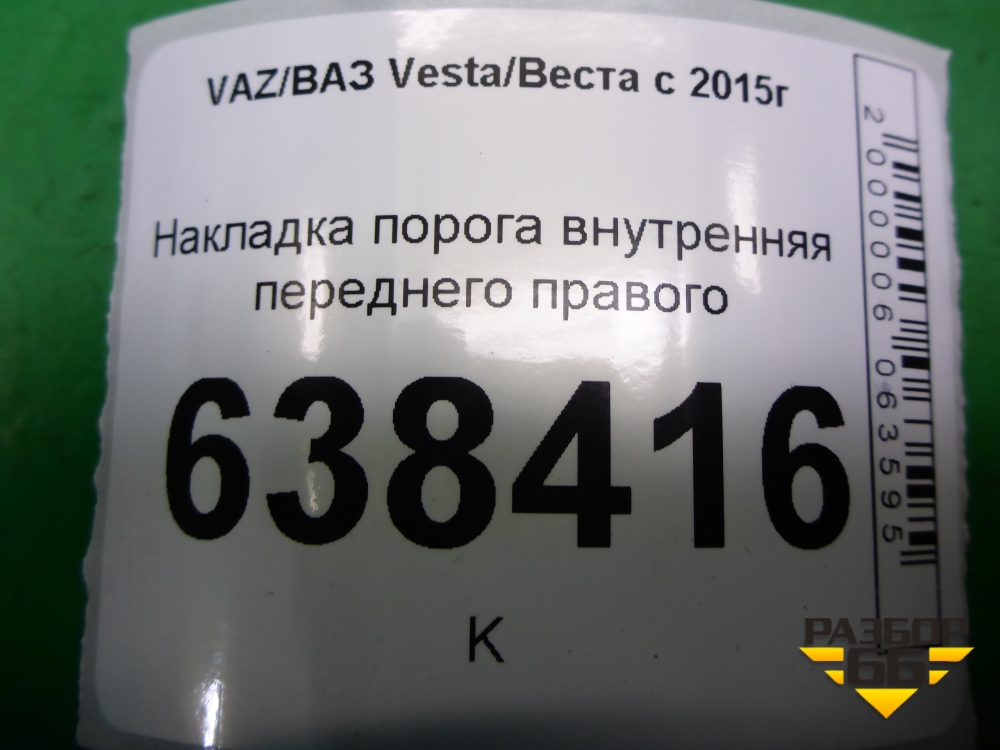 VAZ/ВАЗ Vesta/Веста с 2015г
Накладка порога внутренняя
переднего правого
638416
К
2000006063595
РАЗБОР
66